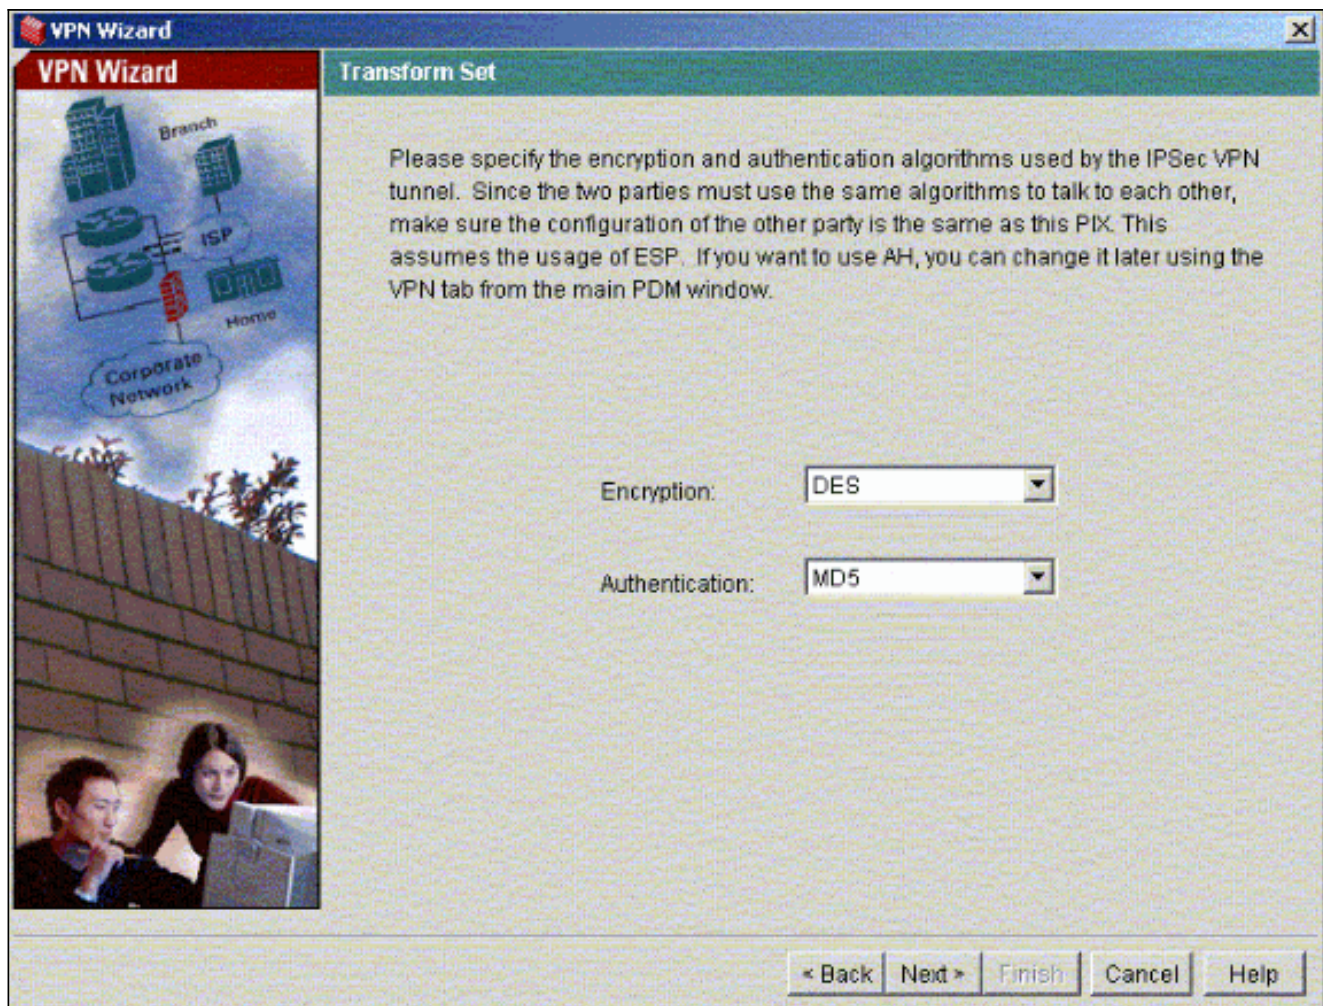 VPN Wizard
VPN Wizard
Transform Set
Branch
ISP
Home
Corporate
Network
Please specify the encryption and authentication algorithms used by the IPSec VPN
tunnel. Since the two parties must use the same algorithms to talk to each other,
make sure the configuration of the other party is the same as this PIX. This
assumes the usage of ESP. If you want to use AH, you can change it later using the
VPN tab from the main PDM window.
Encryption: DES
Authentication: MD5
< Back Next > Finish Cancel Help